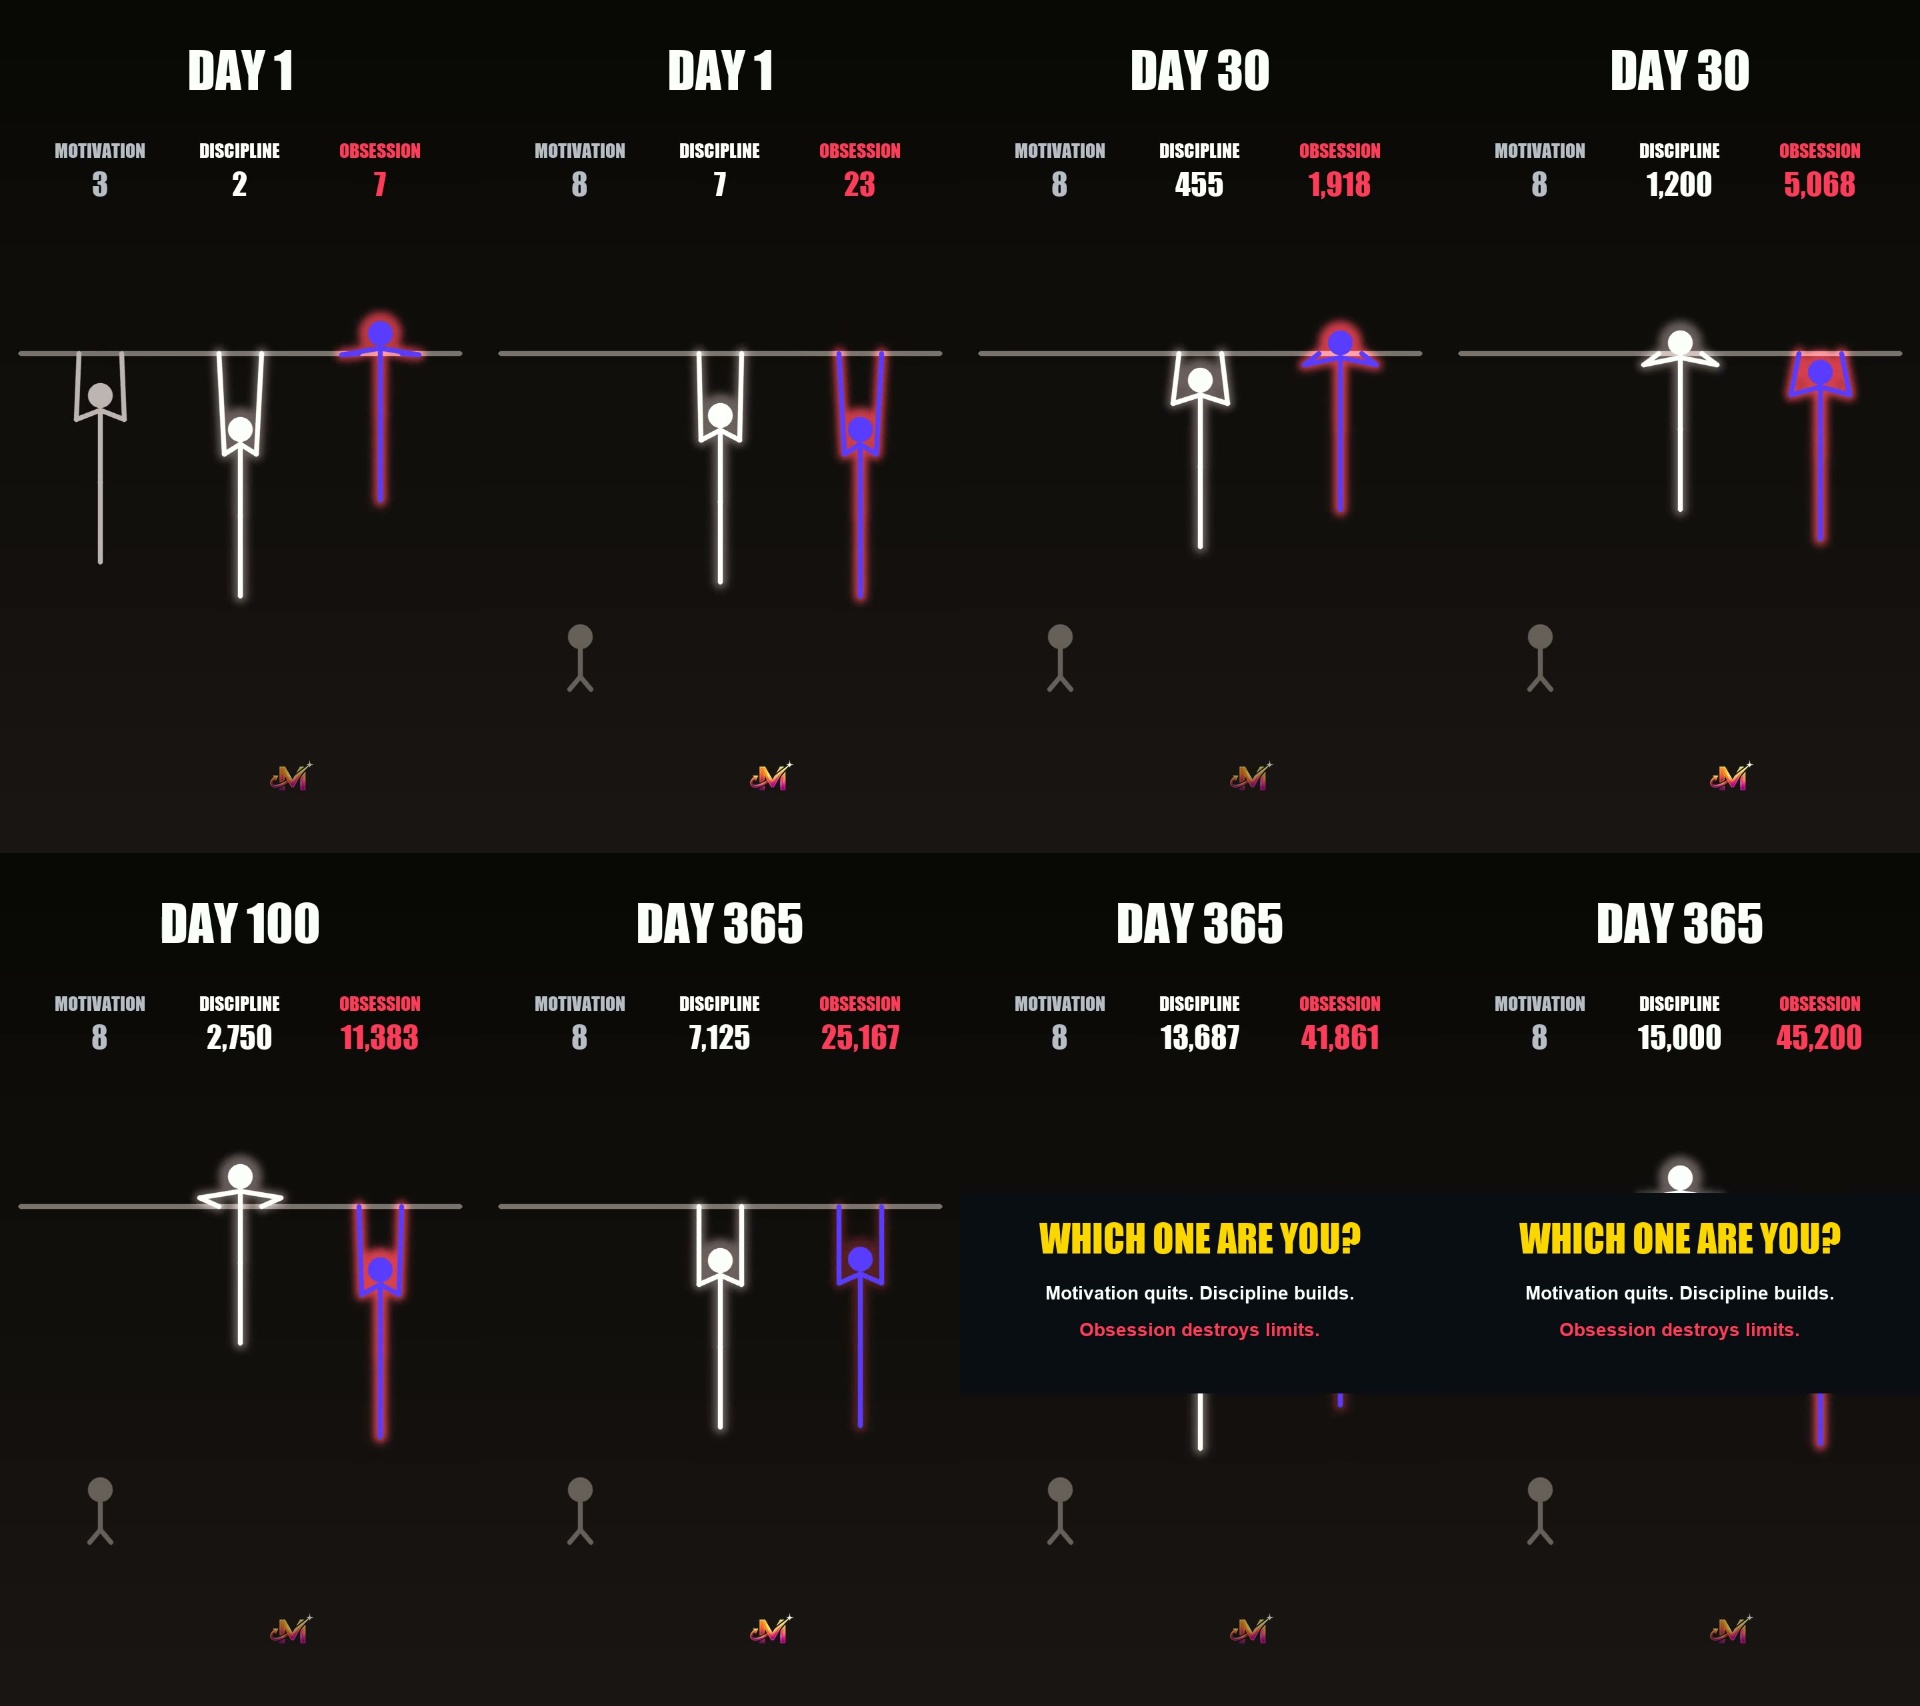 DAY 1
MOTIVATION DISCIPLINE OBSESSION
3 2 7
DAY 1
MOTIVATION DISCIPLINE OBSESSION
8 7 23
DAY 30
MOTIVATION DISCIPLINE OBSESSION
8 455 1,918
DAY 30
MOTIVATION DISCIPLINE OBSESSION
8 1,200 5,068
M
M
M
M
DAY 100
MOTIVATION DISCIPLINE OBSESSION
8 2,750 11,383
DAY 365
MOTIVATION DISCIPLINE OBSESSION
8 7,125 25,167
DAY 365
MOTIVATION DISCIPLINE OBSESSION
8 13,687 41,861
WHICH ONE ARE YOU?
Motivation quits. Discipline builds.
Obsession destroys limits.
DAY 365
MOTIVATION DISCIPLINE OBSESSION
8 15,000 45,200
WHICH ONE ARE YOU?
Motivation quits. Discipline builds.
Obsession destroys limits.
M
M
M
M